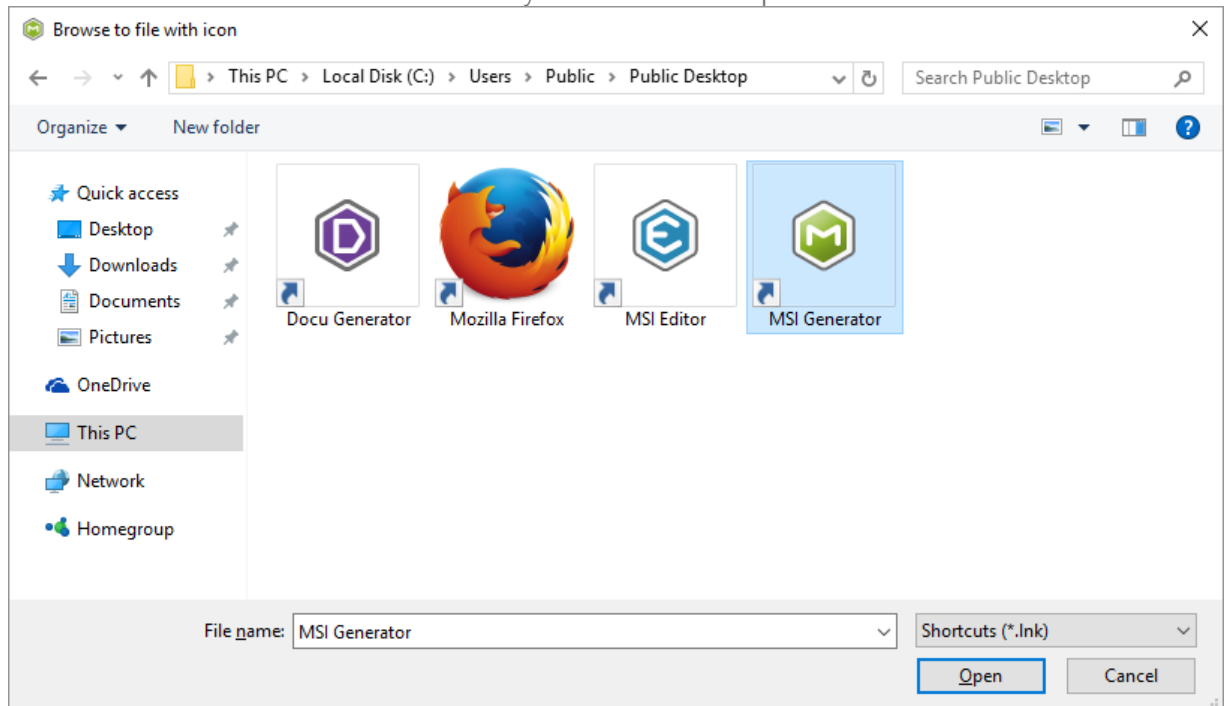 Browse to file with icon
This PC > Local Disk (C:) > Users > Public > Public Desktop
Search Public Desktop
Organize
New folder
Quick access
Desktop
Downloads
Documents
Pictures
OneDrive
This PC
Network
Homegroup
Docu Generator
Mozilla Firefox
MSI Editor
MSI Generator
File name: MSI Generator
Shortcuts (*.lnk)
Open
Cancel